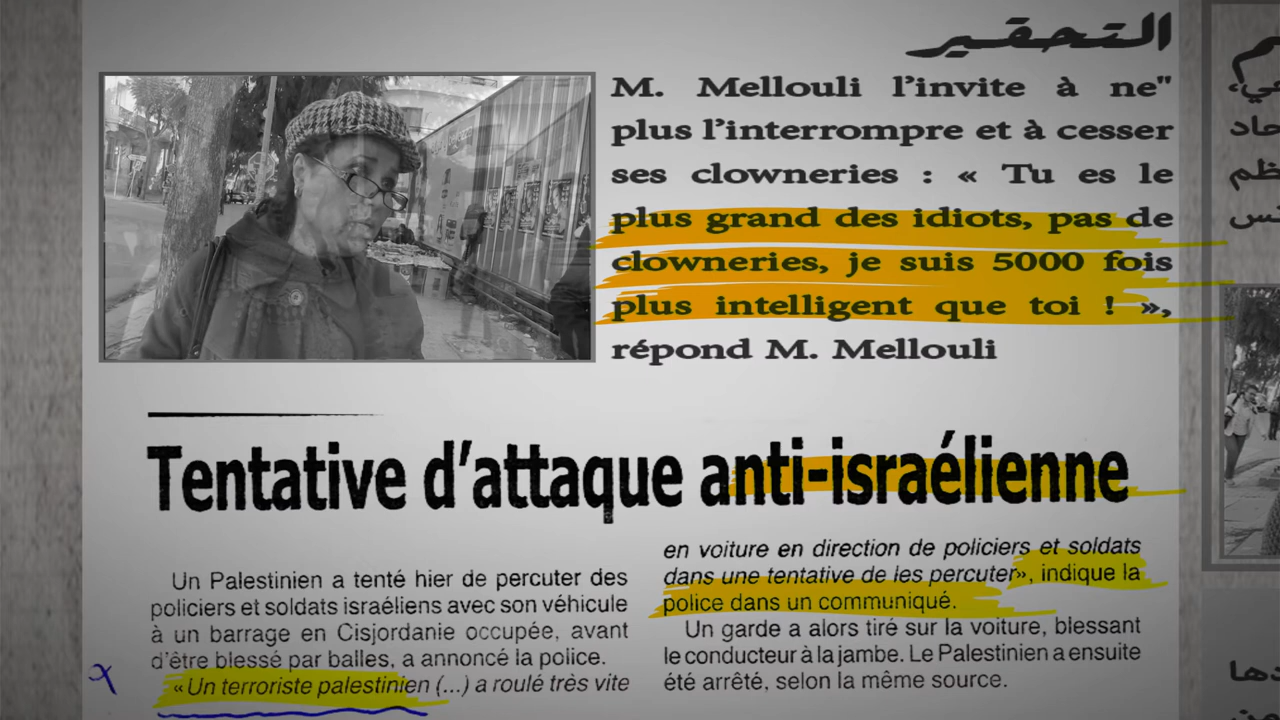 التحقير
M. Mellouli l'invite à ne"
plus l'interrompre et à cesser
ses clowneries : « Tu es le
plus grand des idiots, pas de
clowneries, je suis 5000 fois
plus intelligent que toi ! »,
répond M. Mellouli
Tentative d'attaque anti-israélienne
Un Palestinien a tenté hier de percuter des
policiers et soldats israéliens avec son véhicule
à un barrage en Cisjordanie occupée, avant
d'être blessé par balles, a annoncé la police.
« Un terroriste palestinien (...) a roulé très vite
en voiture en direction de policiers et soldats
dans une tentative de les percuter», indique la
police dans un communiqué.
Un garde a alors tiré sur la voiture, blessant
le conducteur à la jambe. Le Palestinien a ensuite
été arrêté, selon la même source.